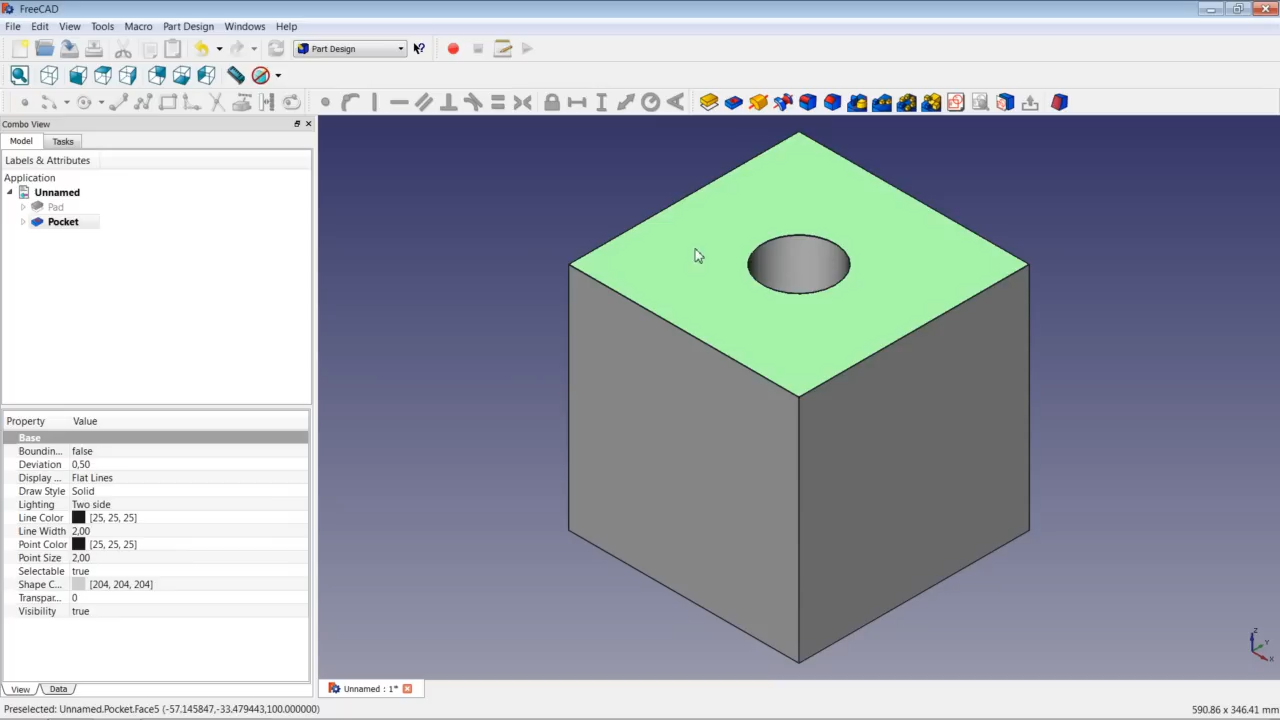 FreeCAD
File Edit View Tools Macro Part Design Windows Help
Part Design
Combo View
Model Tasks
Labels & Attributes
Application
Unnamed
Pad
Pocket
Property Value
Base
Boundin... false
Deviation 0,50
Display ... Flat Lines
Draw Style Solid
Lighting Two side
Line Color [25, 25, 25]
Line Width 2,00
Point Color [25, 25, 25]
Point Size 2,00
Selectable true
Shape C... [204, 204, 204]
Transpar... 0
Visibility true
View Data
Unnamed : 1*
Z
Y
X
Preselected: Unnamed.Pocket.Face5 (-57.145847,-33.479443,100.000000)
590.86 x 346.41 mm